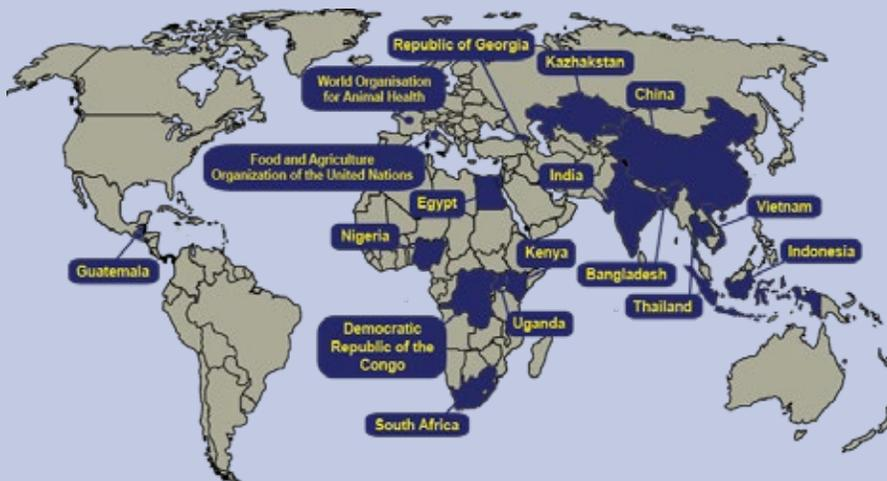 Republic of Georgia
Kazhakstan
World Organisation
for Animal Health
China
Food and Agriculture
Organization of the United Nations
India
Egypt
Vietnam
Nigeria
Kenya
Indonesia
Guatemala
Bangladesh
Thailand
Uganda
Democratic
Republic of the
Congo
South Africa